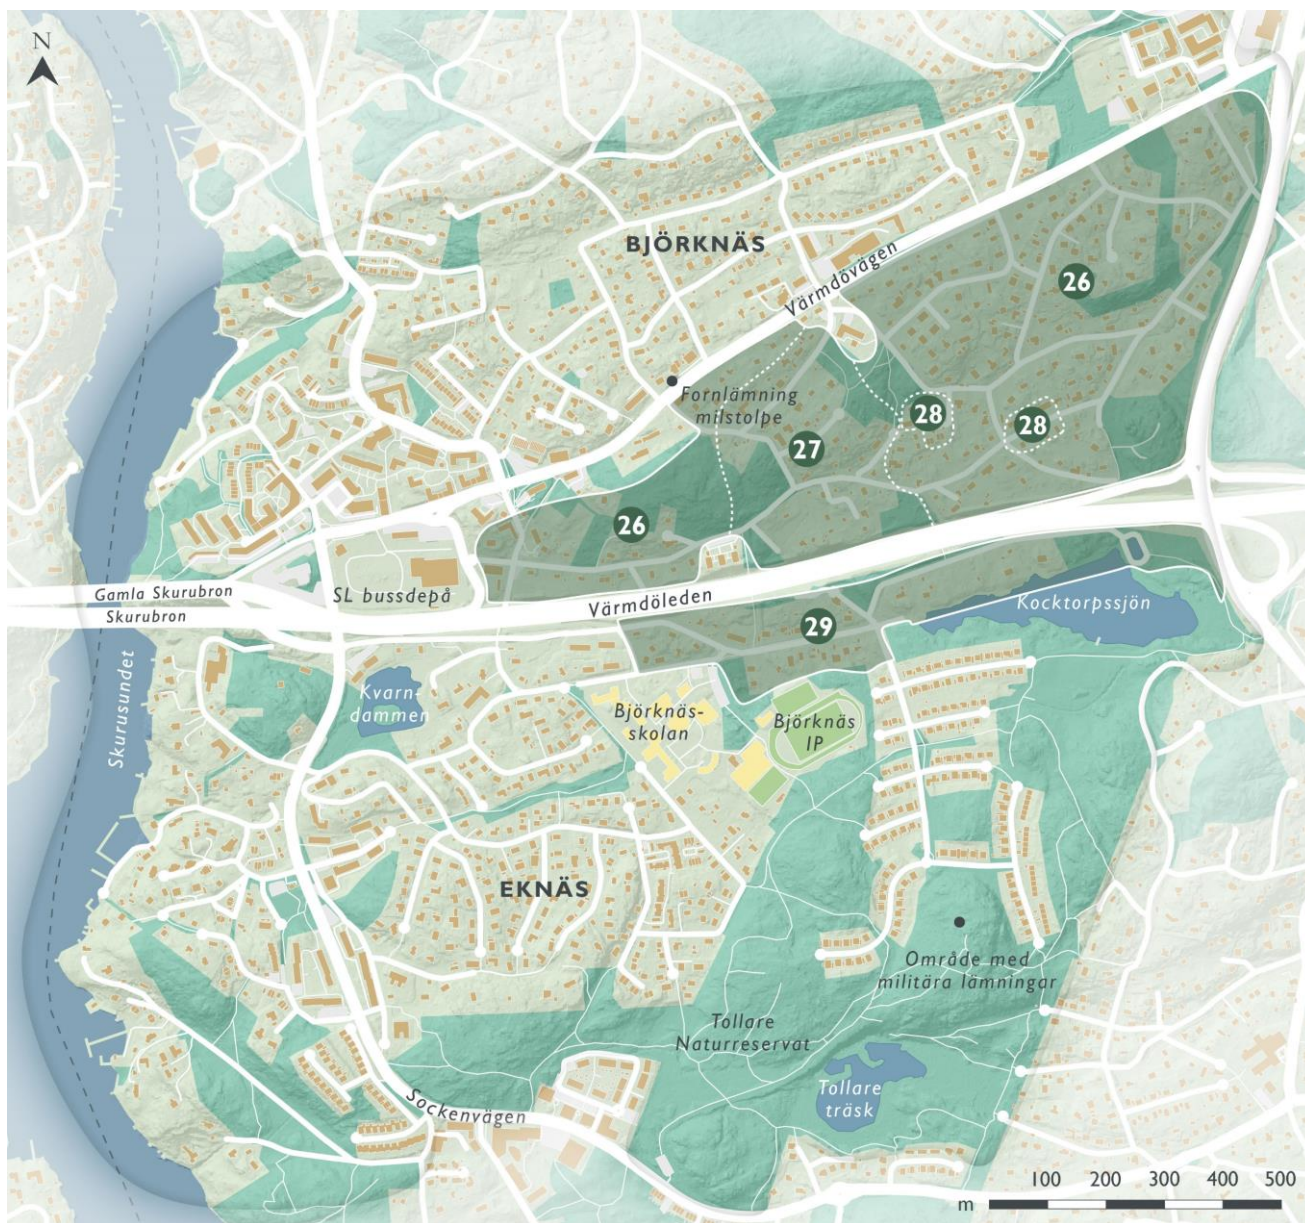 N
BJÖRKNÄS
Värmdövägen
26
Fornlämning
milstolpe
28
28
27
26
Gamla Skurubron
Skurubron
SL bussdepå
Värmdöleden
Kocktorpssjön
29
Skurusundet
Kvarn-
dammen
Björknäs-
skolan
Björknäs
IP
EKNÄS
Område med
militära lämningar
Tollare
Naturreservat
Tollare
träsk
Sockenvägen
100 200 300 400 500
m